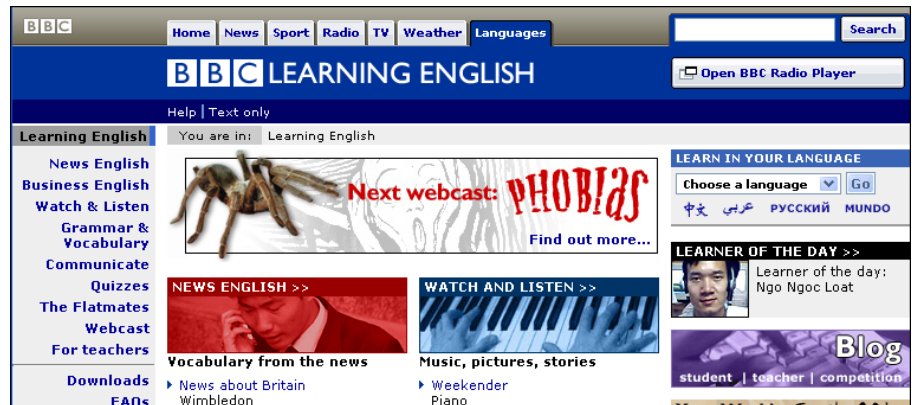 BBC
Home News Sport Radio TV Weather Languages
Search
BBC LEARNING ENGLISH
Open BBC Radio Player
Help | Text only
Learning English
You are in: Learning English
News English
Business English
Watch & Listen
Grammar &
Vocabulary
Communicate
Quizzes
The Flatmates
Webcast
For teachers
Downloads
FAQs
Next webcast: PHOBIAS
Find out more...
NEWS ENGLISH >>
Vocabulary from the news
News about Britain
Wimbledon
WATCH AND LISTEN >>
Music, pictures, stories
Weekender
Piano
LEARN IN YOUR LANGUAGE
Choose a language Go
中文 عربي РУССКИЙ MUNDO
LEARNER OF THE DAY >>
Learner of the day:
Ngo Ngoc Loat
Blog
student | teacher | competition